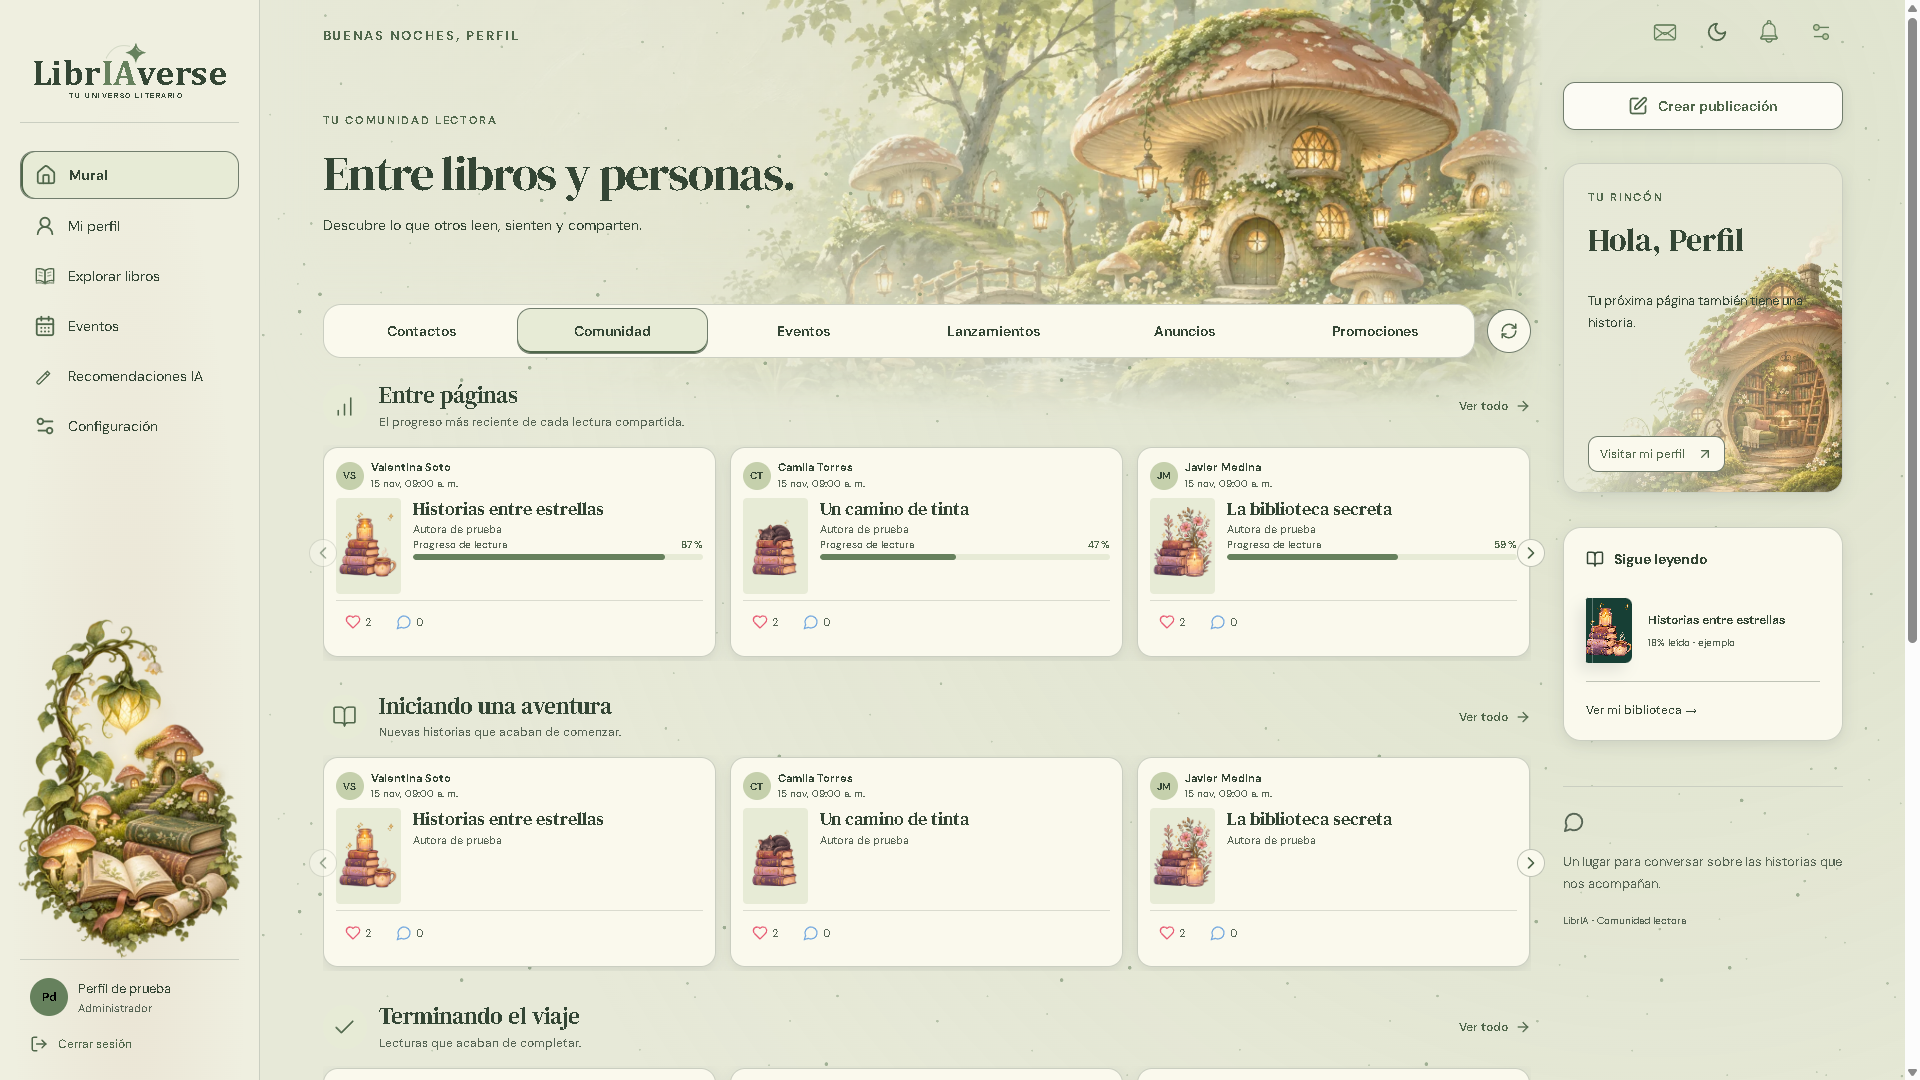 LibrIAverse
TU UNIVERSO LITERARIO
Mural
Mi perfil
Explorar libros
Eventos
Recomendaciones IA
Configuración
Perfil de prueba
Pd
Administrador
Cerrar sesión
BUENAS NOCHES, PERFIL
TU COMUNIDAD LECTORA
Entre libros y personas.
Descubre lo que otros leen, sienten y comparten.
Contactos
Comunidad
Eventos
Lanzamientos
Anuncios
Promociones
Entre páginas
El progreso más reciente de cada lectura compartida.
Ver todo →
VS
Valentina Soto
15 nov, 09:00 a. m.
Historias entre estrellas
Autora de prueba
Progreso de lectura 87 %
2 0
CT
Camila Torres
15 nov, 09:00 a. m.
Un camino de tinta
Autora de prueba
Progreso de lectura 47 %
2 0
JM
Javier Medina
15 nov, 09:00 a. m.
La biblioteca secreta
Autora de prueba
Progreso de lectura 59 %
2 0
Iniciando una aventura
Nuevas historias que acaban de comenzar.
Ver todo →
VS
Valentina Soto
15 nov, 09:00 a. m.
Historias entre estrellas
Autora de prueba
2 0
CT
Camila Torres
15 nov, 09:00 a. m.
Un camino de tinta
Autora de prueba
2 0
JM
Javier Medina
15 nov, 09:00 a. m.
La biblioteca secreta
Autora de prueba
2 0
Terminando el viaje
Lecturas que acaban de completar.
Ver todo →
Crear publicación
TU RINCÓN
Hola, Perfil
Tu próxima página también tiene una
historia.
Visitar mi perfil
Sigue leyendo
Historias entre estrellas
18% leído · ejemplo
Ver mi biblioteca →
Un lugar para conversar sobre las historias que
nos acompañan.
LibrIA · Comunidad lectora